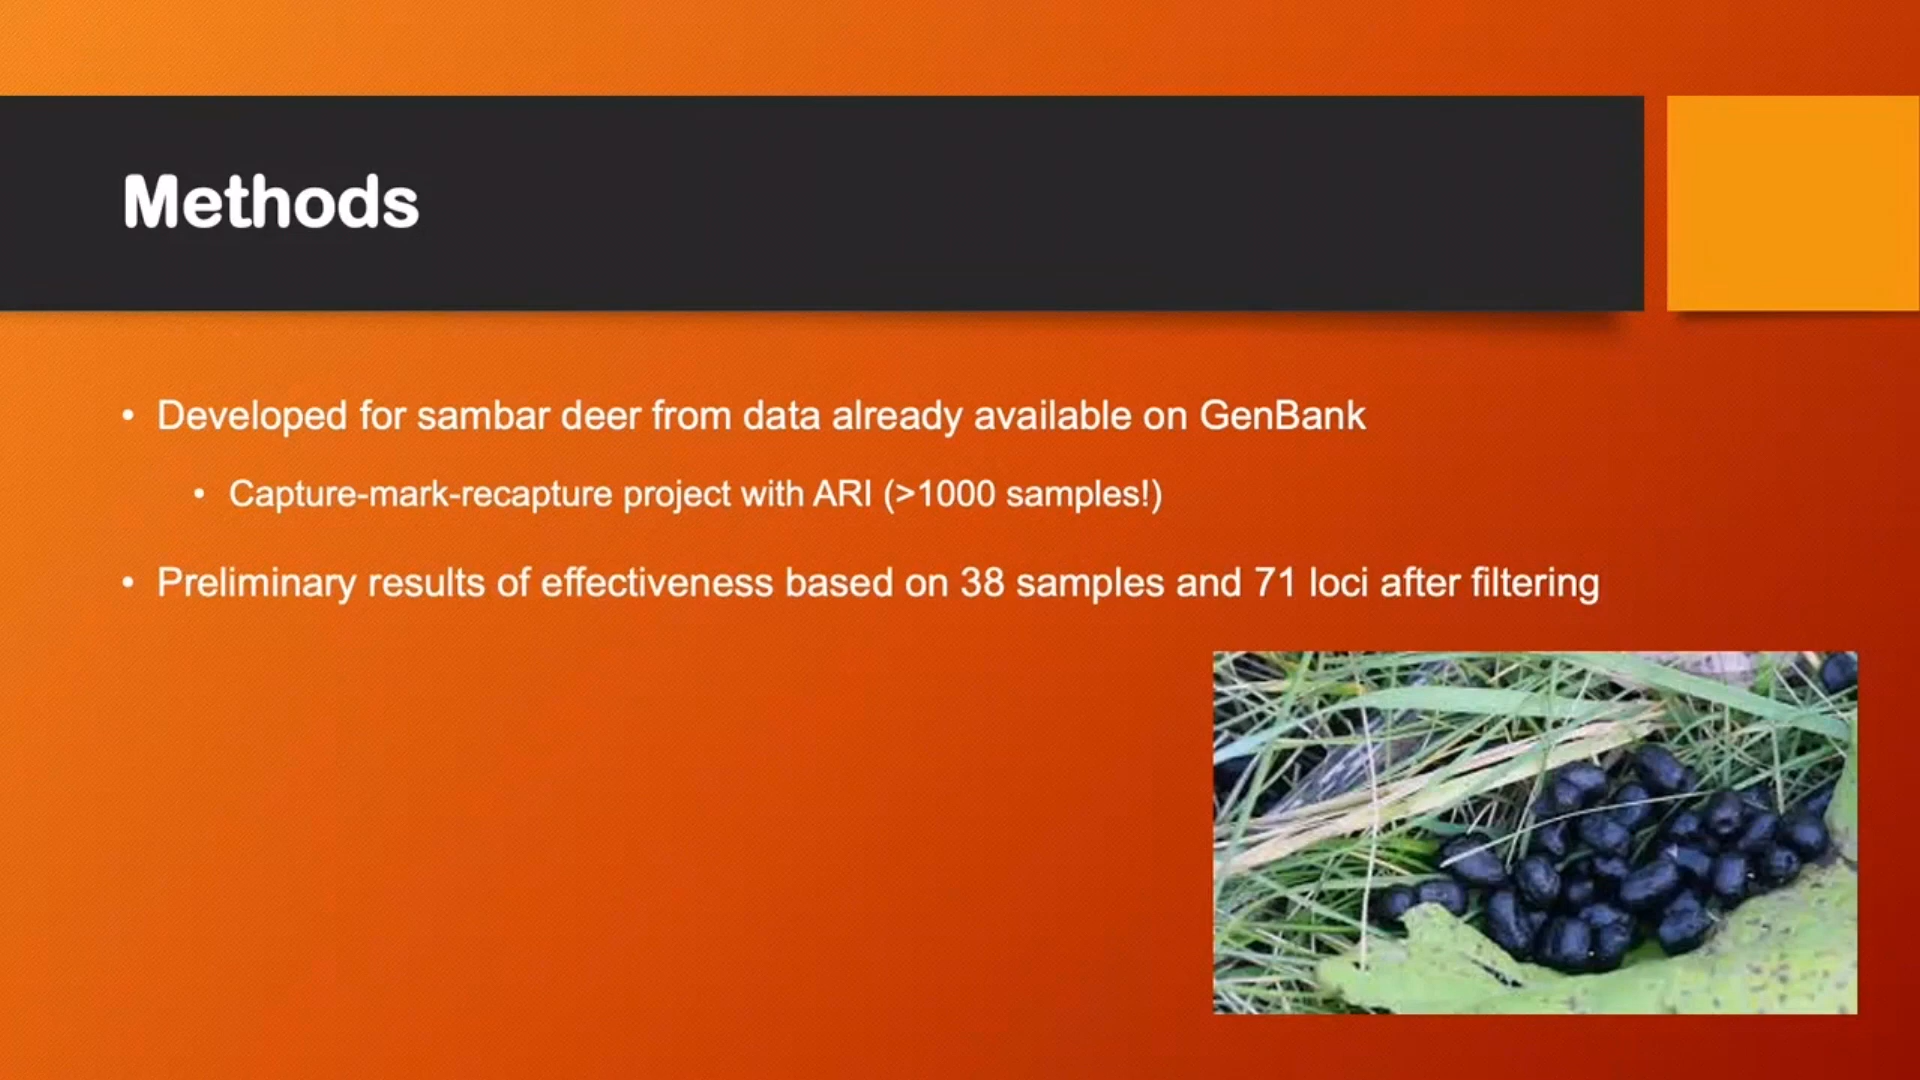 Methods
• Developed for sambar deer from data already available on GenBank
• Capture-mark-recapture project with ARI (>1000 samples!)
• Preliminary results of effectiveness based on 38 samples and 71 loci after filtering